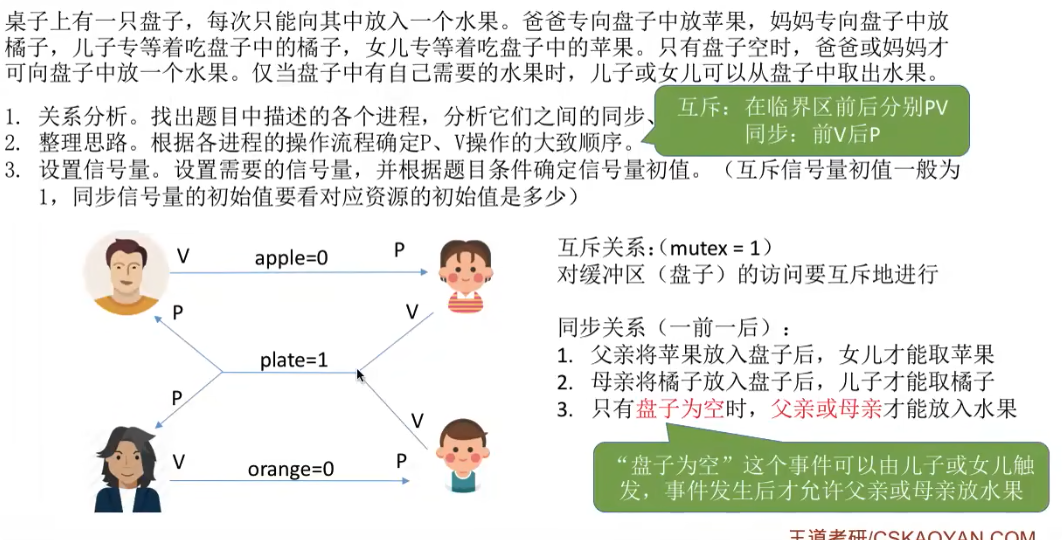 桌子上有一只盘子，每次只能向其中放入一个水果。爸爸专向盘子中放苹果，妈妈专向盘子中放
橘子，儿子专等着吃盘子中的橘子，女儿专等着吃盘子中的苹果。只有盘子空时，爸爸或妈妈才
可向盘子中放一个水果。仅当盘子中有自己需要的水果时，儿子或女儿可以从盘子中取出水果。
1. 关系分析。找出题目中描述的各个进程，分析它们之间的同步、
2. 整理思路。根据各进程的操作流程确定P、V操作的大致顺序。
3. 设置信号量。设置需要的信号量，并根据题目条件确定信号量初值。（互斥信号量初值一般为
1，同步信号量的初始值要看对应资源的初始值是多少）
互斥：在临界区前后分别PV
同步：前V后P
V apple=0 P
P V
plate=1
P V
V orange=0 P
互斥关系：（mutex = 1）
对缓冲区（盘子）的访问要互斥地进行
同步关系（一前一后）：
1. 父亲将苹果放入盘子后，女儿才能取苹果
2. 母亲将橘子放入盘子后，儿子才能取橘子
3. 只有盘子为空时，父亲或母亲才能放入水果
“盘子为空”这个事件可以由儿子或女儿触
发，事件发生后才允许父亲或母亲放水果
王道考研/CSKAOYAN.COM